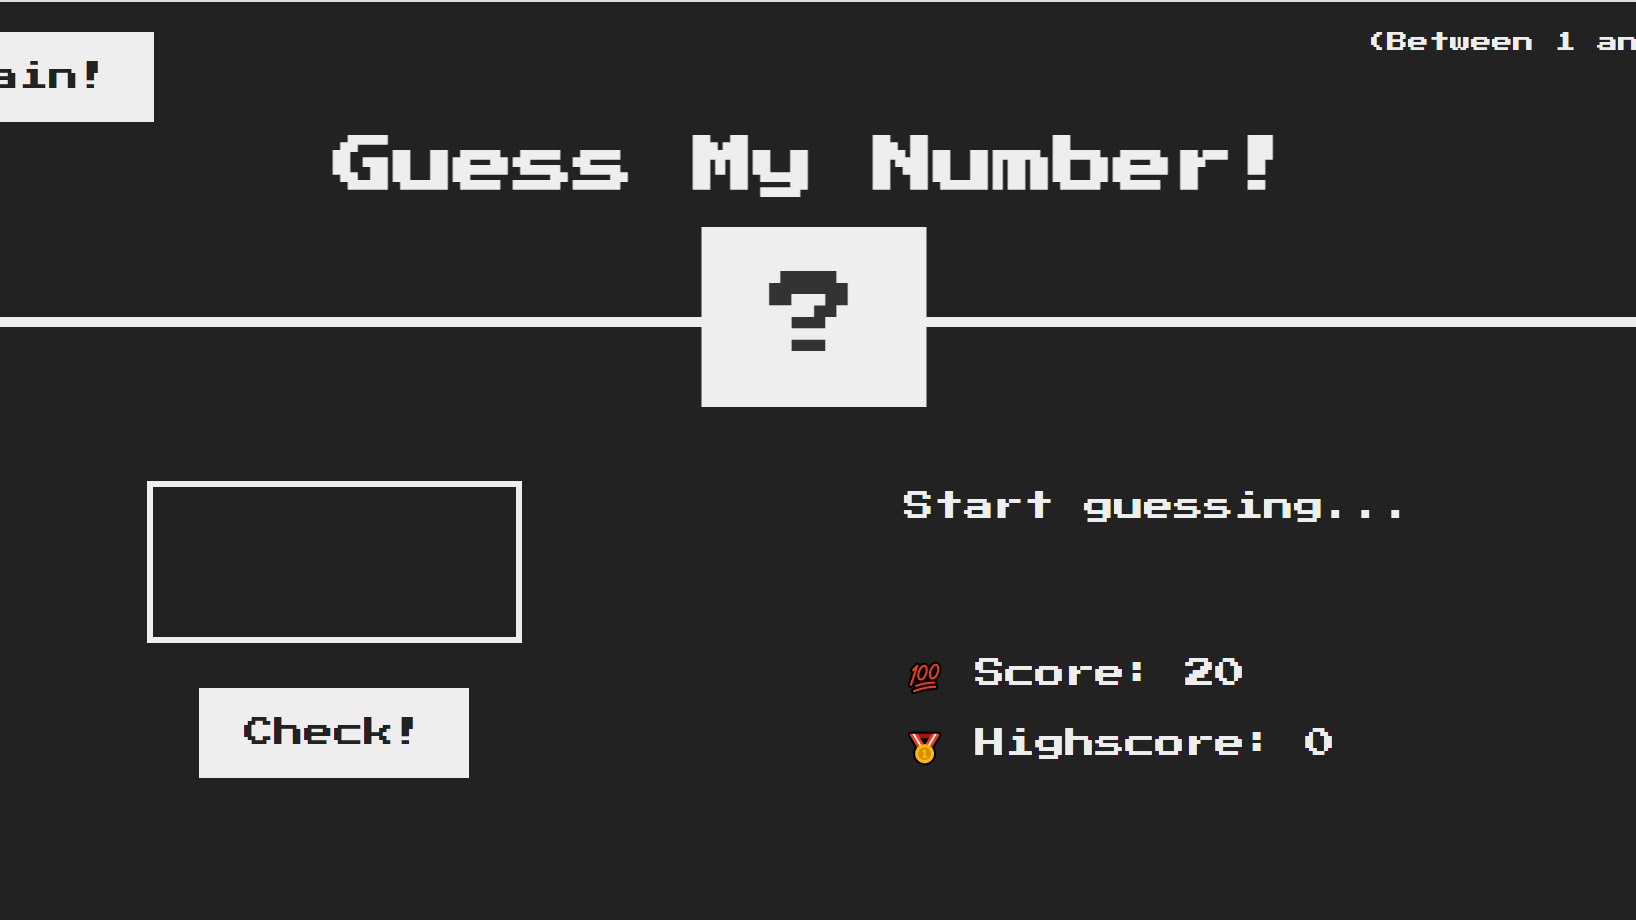 ain!
(Between 1 an
Guess My Number!
?
Start guessing...
💯 Score: 20
🥇 Highscore: 0
Check!